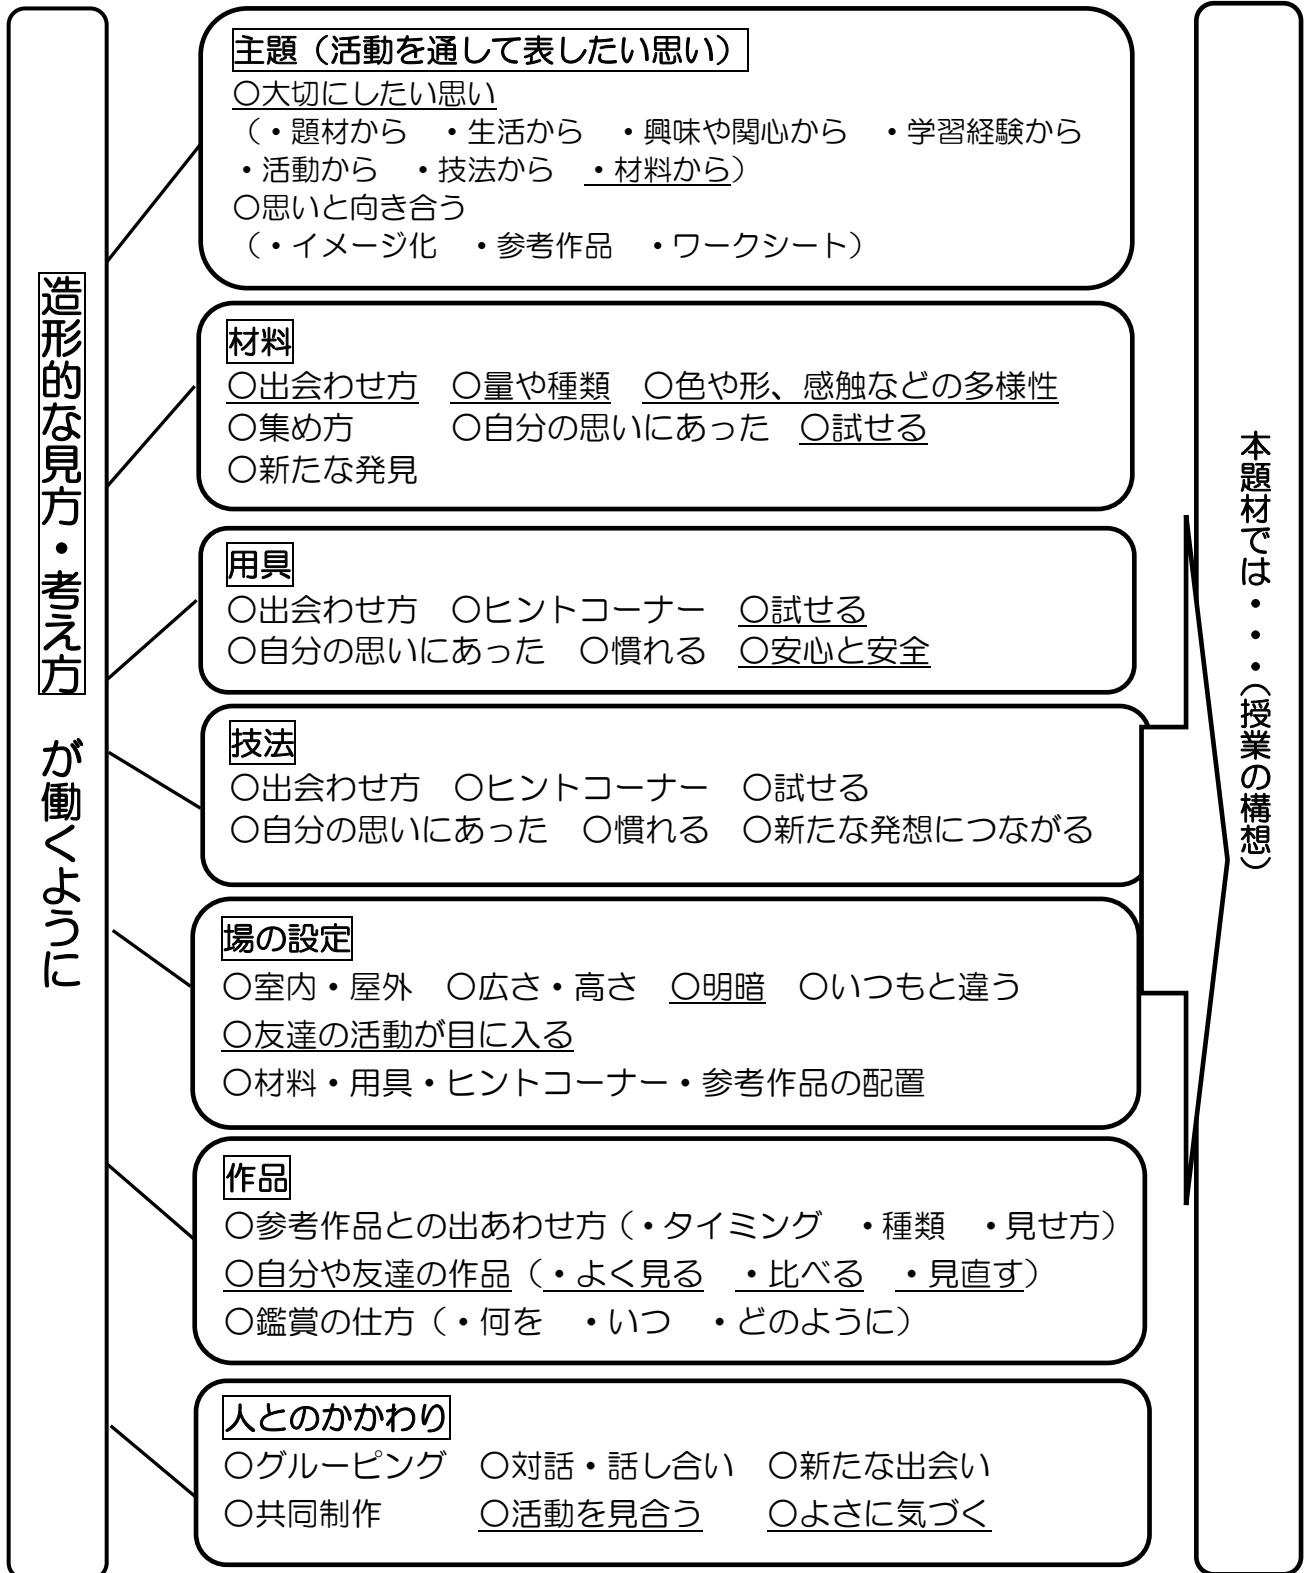 造形的な見方・考え方　が働くように
主題（活動を通して表したい思い）
○大切にしたい思い
（・題材から　・生活から　・興味や関心から　・学習経験から
・活動から　・技法から　・材料から）
○思いと向き合う
（・イメージ化　・参考作品　・ワークシート）
材料
○出会わせ方　○量や種類　○色や形、感触などの多様性
○集め方　　　○自分の思いにあった　○試せる
○新たな発見
用具
○出会わせ方　○ヒントコーナー　○試せる
○自分の思いにあった　○慣れる　○安心と安全
技法
○出会わせ方　○ヒントコーナー　○試せる
○自分の思いにあった　○慣れる　○新たな発想につながる
場の設定
○室内・屋外　○広さ・高さ　○明暗　○いつもと違う
○友達の活動が目に入る
○材料・用具・ヒントコーナー・参考作品の配置
作品
○参考作品との出あわせ方（・タイミング　・種類　・見せ方）
○自分や友達の作品（・よく見る　・比べる　・見直す）
○鑑賞の仕方（・何を　・いつ　・どのように）
人とのかかわり
○グルーピング　○対話・話し合い　○新たな出会い
○共同制作　　　○活動を見合う　　○よさに気づく
本題材では・・・（授業の構想）